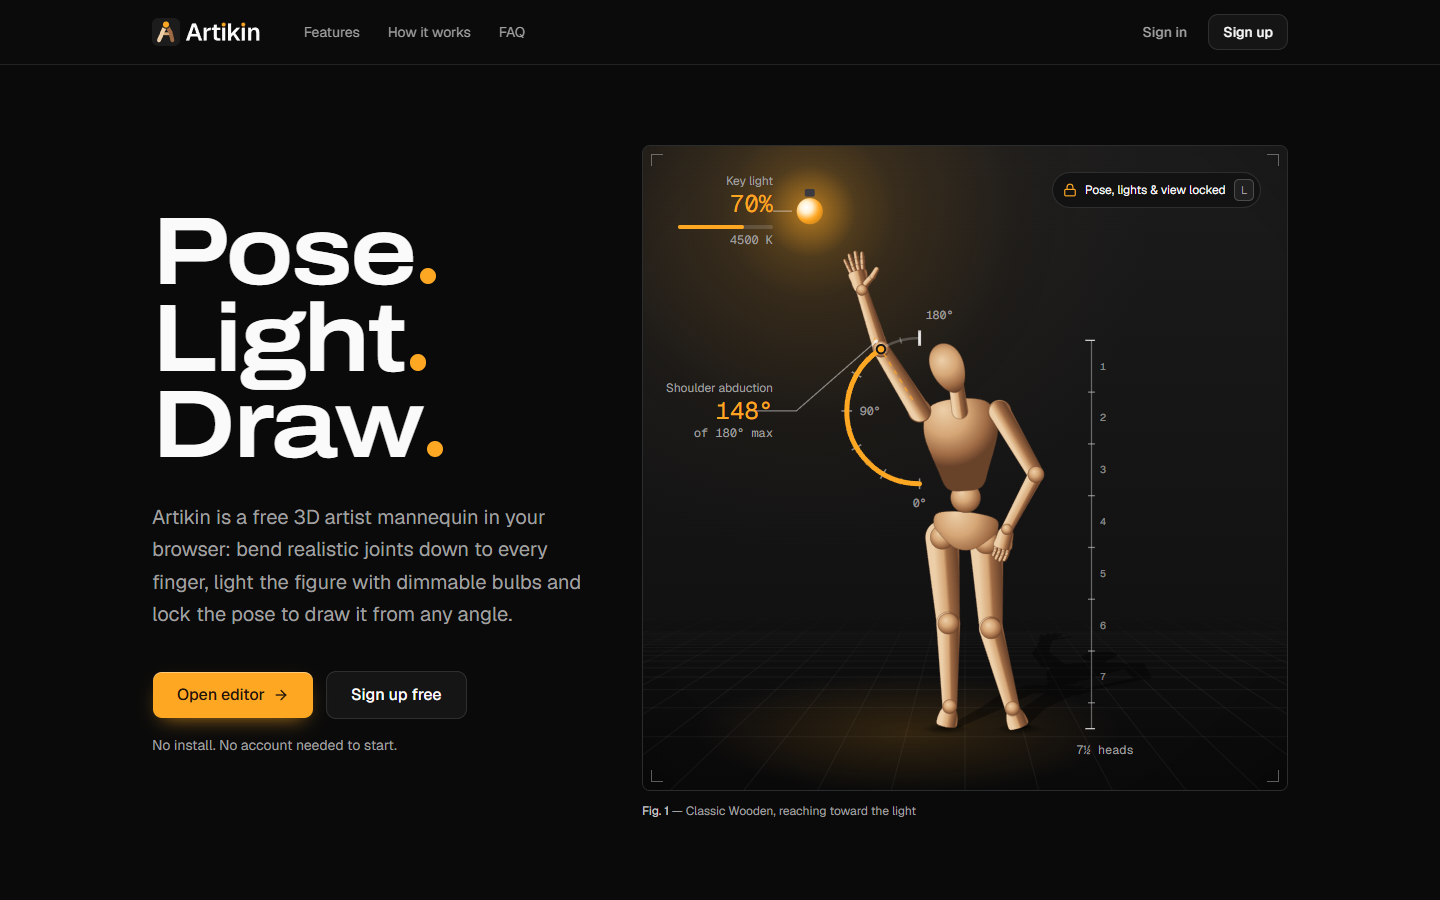 Artikin
Features
How it works
FAQ
Sign in
Sign up
Pose.
Light.
Draw.
Artikin is a free 3D artist mannequin in your
browser: bend realistic joints down to every
finger, light the figure with dimmable bulbs and
lock the pose to draw it from any angle.
Open editor →
Sign up free
No install. No account needed to start.
Key light
70%
4500 K
Pose, lights & view locked
L
180°
Shoulder abduction
148°
of 180° max
90°
0°
1
2
3
4
5
6
7
7½ heads
Fig. 1 — Classic Wooden, reaching toward the light